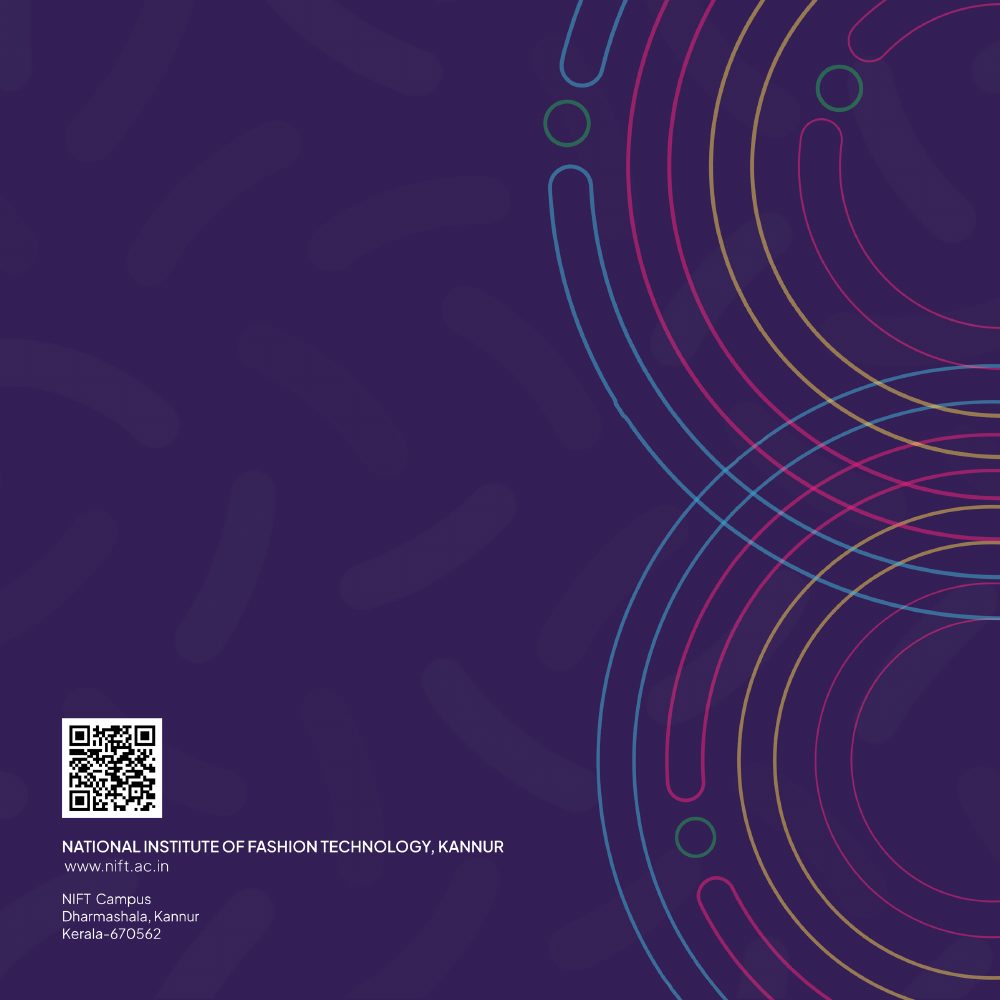 NATIONAL INSTITUTE OF FASHION TECHNOLOGY, KANNUR
www.nift.ac.in
NIFT Campus
Dharmashala, Kannur
Kerala-670562